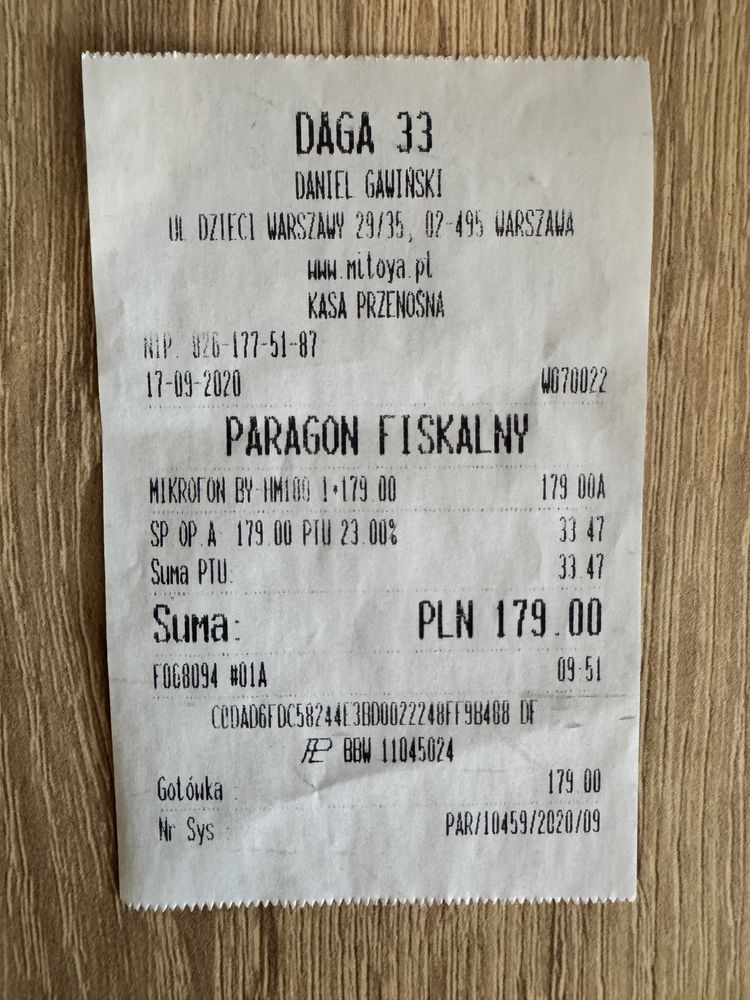 DAGA 33
DANIEL GAWIŃSKI
UL DZIECI WARSZAWY 29/35, 02-495 WARSZAWA
www.mitoya.pl
KASA PRZENOŚNA
NIP. 826-177-51-87
17-09-2020 W070022
PARAGON FISKALNY
MIKROFON BY-HM100 1*179.00 179.00A
SP OP.A: 179.00 PTU 23.00% 33.47
Suma PTU: 33.47
Suma: PLN 179.00
#01A 09:51
BBW 11045024
Gotówka : 179.00
Nr Sys : PAR/10459/2020/09